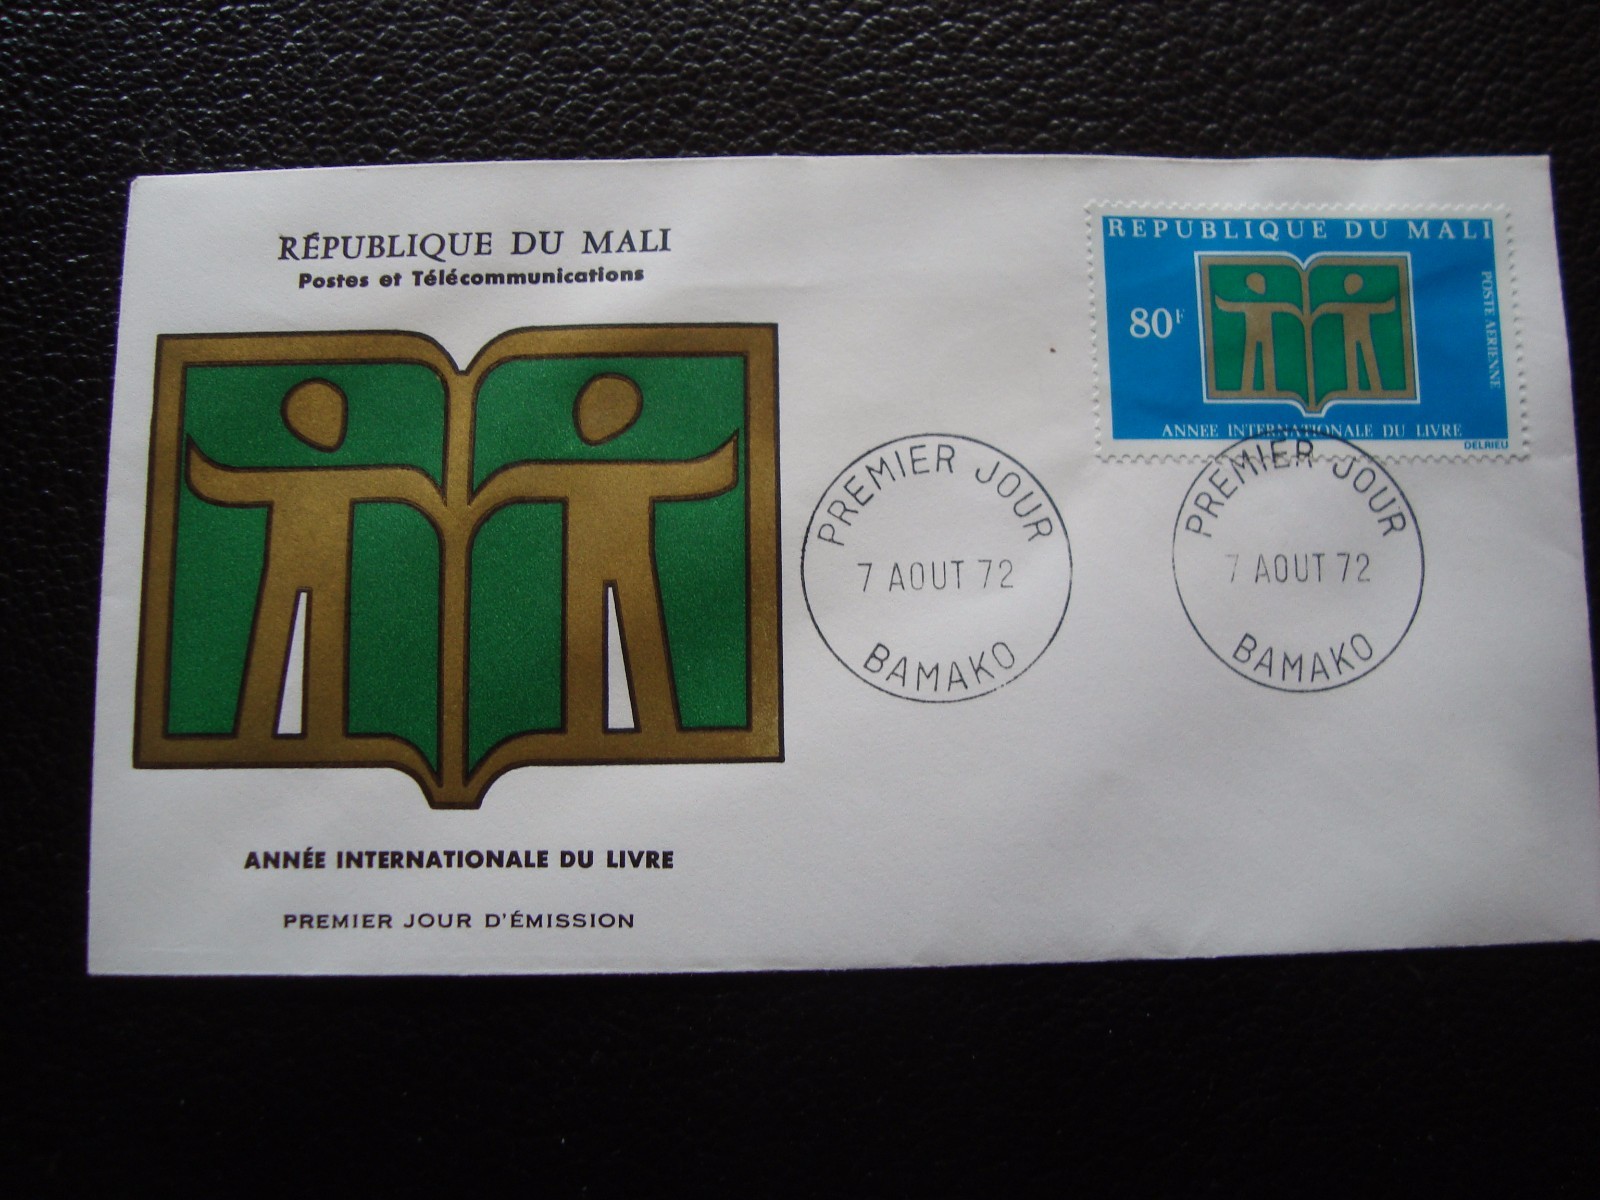 RÉPUBLIQUE DU MALI
Postes et Télécommunications
ANNÉE INTERNATIONALE DU LIVRE
PREMIER JOUR D'ÉMISSION
REPUBLIQUE DU MALI
80F
POSTE AERIENNE
ANNEE INTERNATIONALE DU LIVRE
DELRIEU
PREMIER JOUR
7 AOUT 72
BAMAKO
PREMIER JOUR
7 AOUT 72
BAMAKO